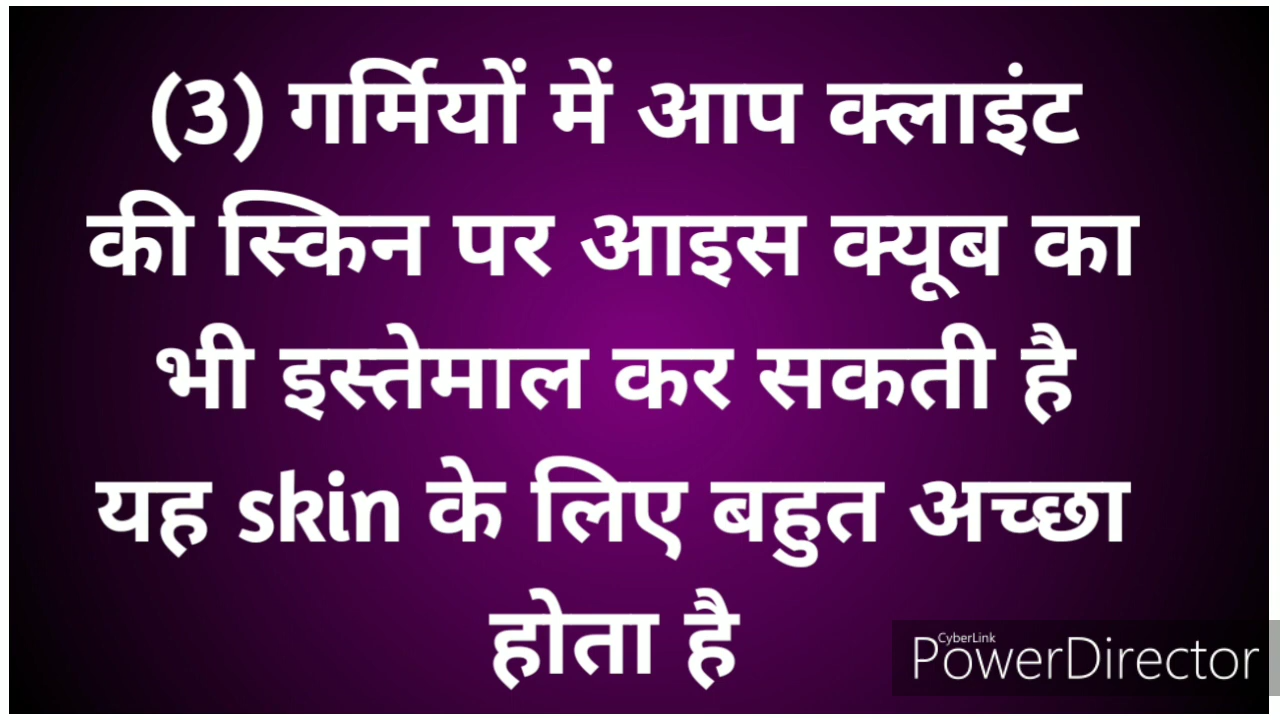 (3) गर्मियों में आप क्लाइंट
की स्किन पर आइस क्यूब का
भी इस्तेमाल कर सकती है
यह skin के लिए बहुत अच्छा
होता है
CyberLink
PowerDirector